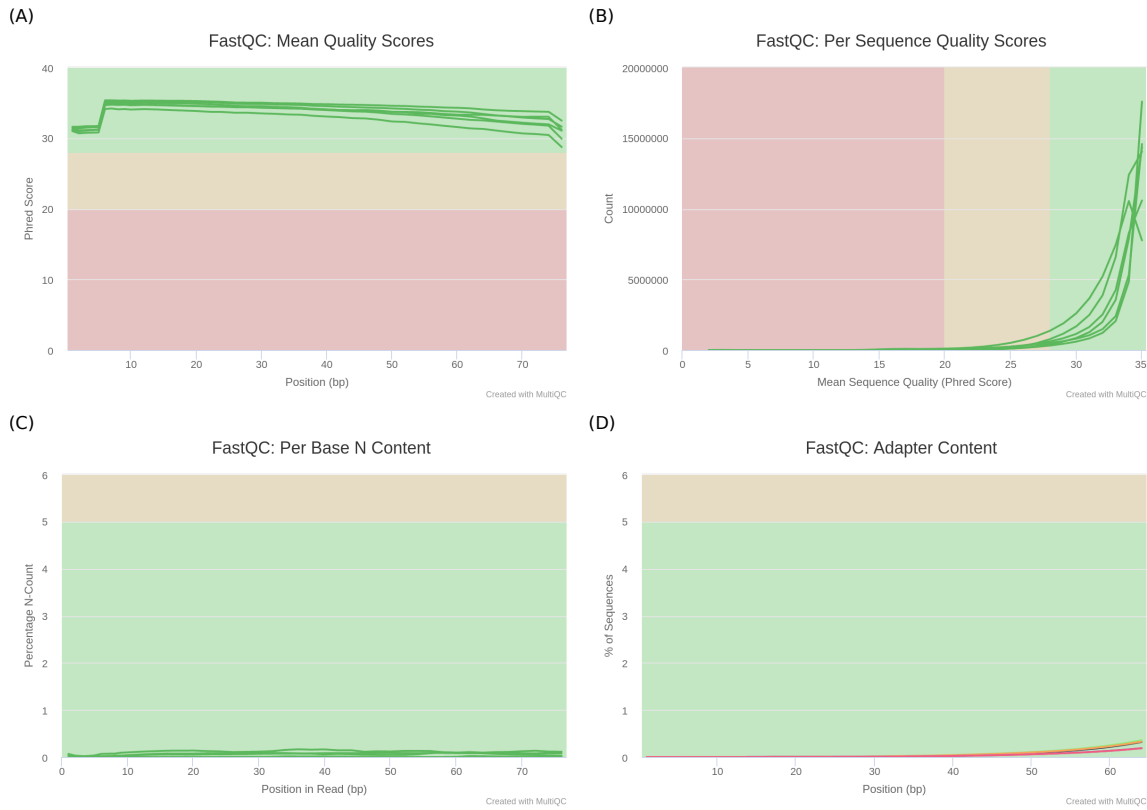 (A)
FastQC: Mean Quality Scores
40
30
20
10
0
Phred Score
10
20
30
40
50
60
70
Position (bp)
Created with MultiQC
(B)
FastQC: Per Sequence Quality Scores
20000000
15000000
10000000
5000000
0
Count
0
5
10
15
20
25
30
35
Mean Sequence Quality (Phred Score)
Created with MultiQC
(C)
FastQC: Per Base N Content
6
5
4
3
2
1
0
Percentage N-Count
0
10
20
30
40
50
60
70
Position in Read (bp)
Created with MultiQC
(D)
FastQC: Adapter Content
6
5
4
3
2
1
0
% of Sequences
10
20
30
40
50
60
Position (bp)
Created with MultiQC